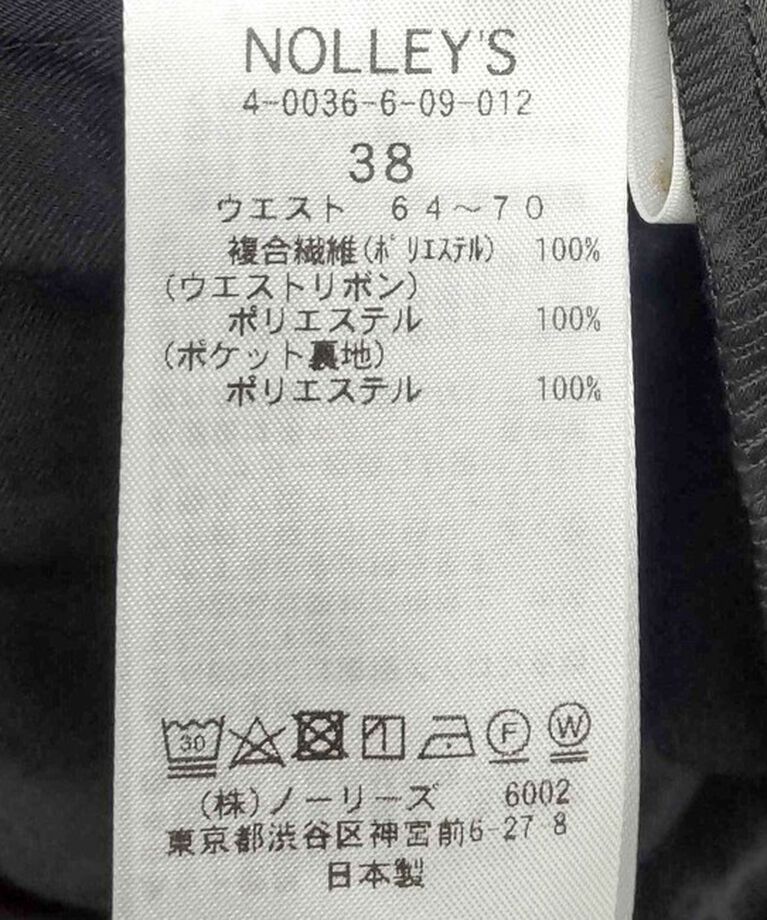 NOLLEY'S
4-0036-6-09-012
38
ウエスト 64～70
複合繊維(ポリエステル) 100%
(ウエストリボン)
ポリエステル 100%
(ポケット裏地)
ポリエステル 100%
30 F W
(株)ノーリーズ 6002
東京都渋谷区神宮前6-27-8
日本製